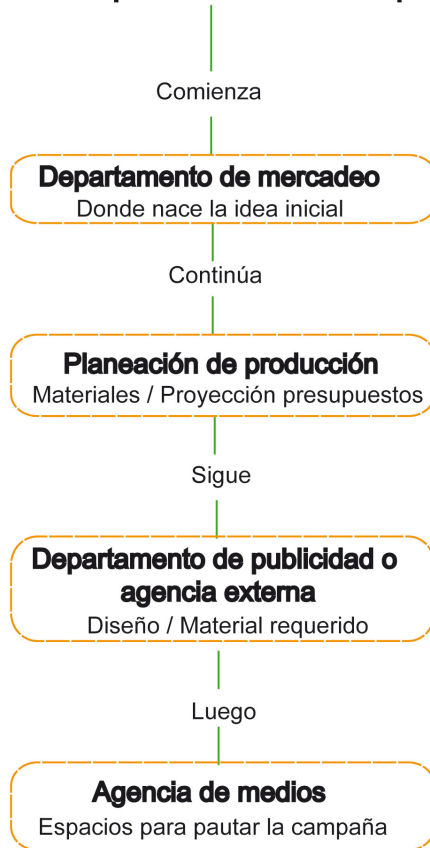 Comienza
Departamento de mercadeo
Donde nace la idea inicial
Continúa
Planeación de producción
Materiales / Proyección presupuestos
Sigue
Departamento de publicidad o
agencia externa
Diseño / Material requerido
Luego
Agencia de medios
Espacios para pautar la campaña